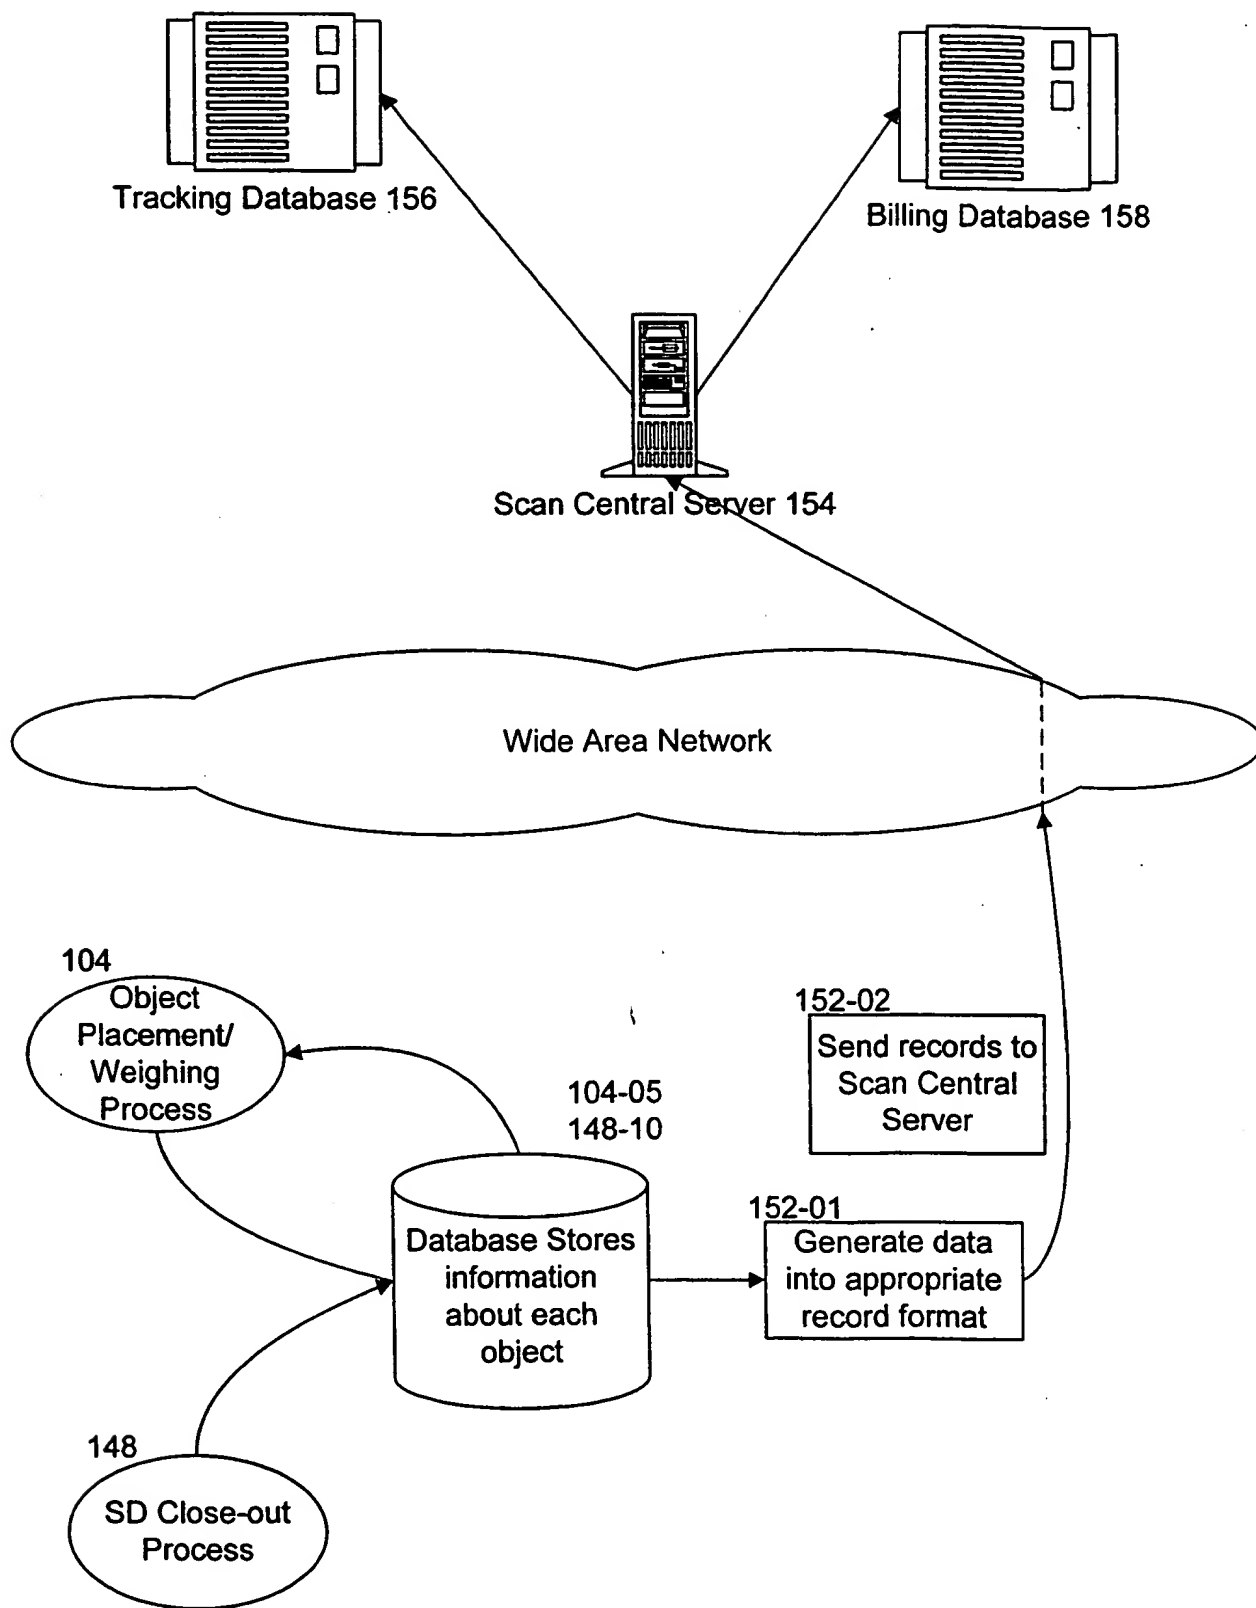 Tracking Database 156
Billing Database 158
Scan Central Server 154
Wide Area Network
104
Object
Placement/
Weighing
Process
152-02
Send records to
Scan Central
Server
104-05
148-10
152-01
Database Stores
information
about each
object
Generate data
into appropriate
record format
148
SD Close-out
Process